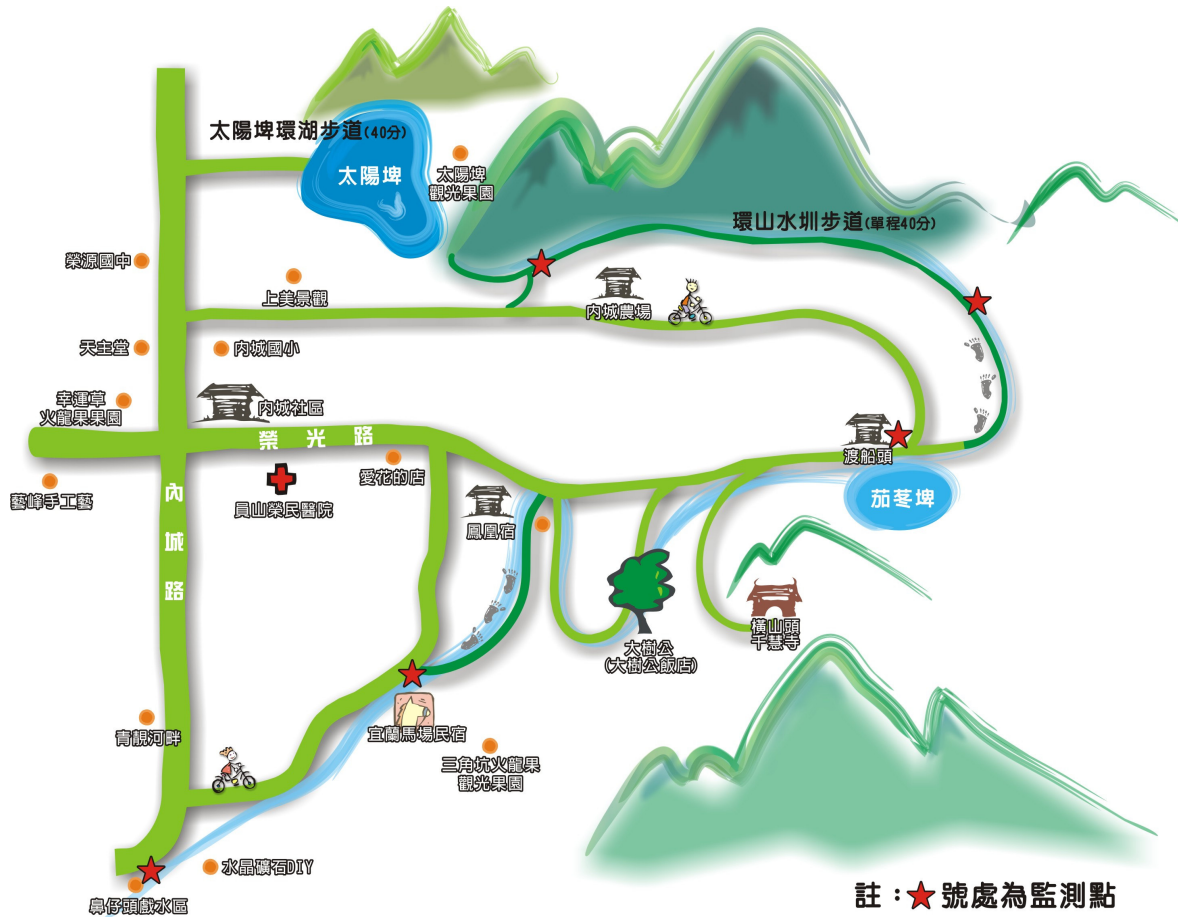 太陽埤環湖步道(40分)
太陽埤
太陽埤
觀光果園
環山水圳步道(單程40分)
榮源國中
上美景觀
內城農場
天主堂
內城國小
幸運草
火龍果果園
內城社區
榮光路
渡船頭
藝峰手工藝
員山榮民醫院
愛花的店
內城路
鳳凰宿
茄苳埤
橫山頭
千慧寺
大樹公
(大樹公飯店)
青靚河畔
宜蘭馬場民宿
三角坑火龍果
觀光果園
水晶礦石DIY
鼻仔頭戲水區
註：★號處為監測點